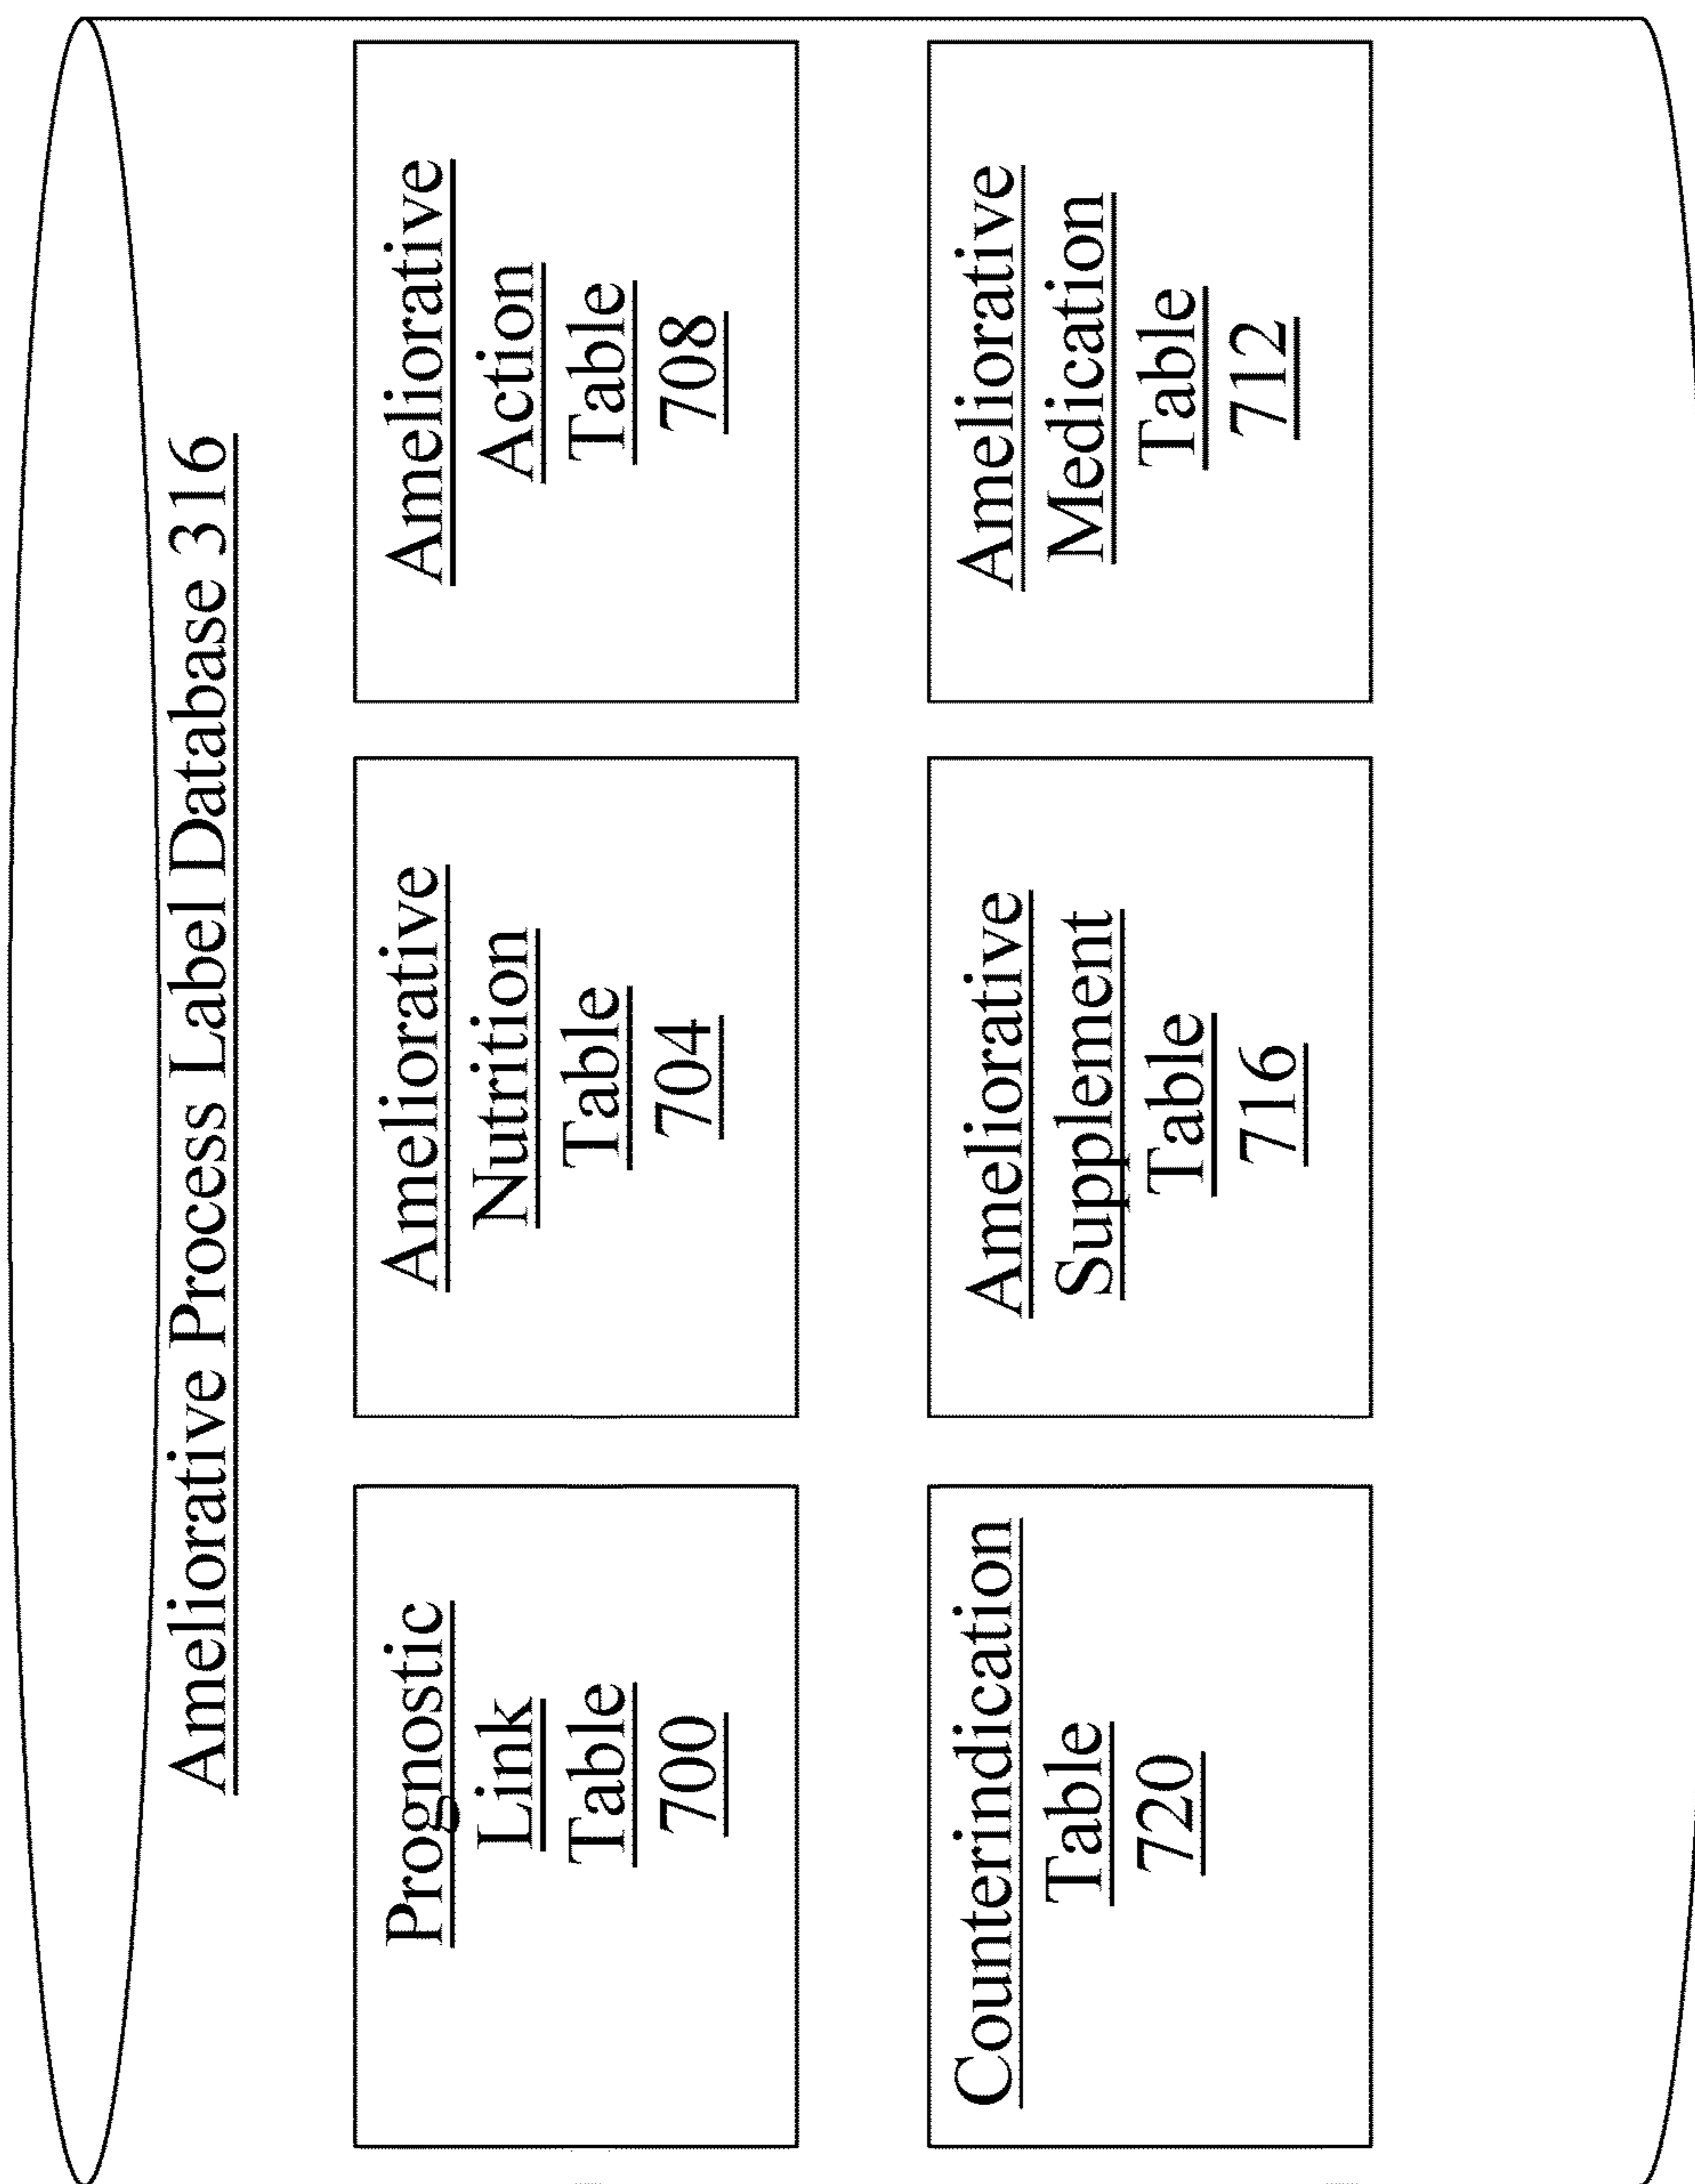 Ameliorative Process Label Database 316
Prognostic
Link
Table
700
Ameliorative
Nutrition
Table
704
Ameliorative
Action
Table
708
Counterindication
Table
720
Ameliorative
Supplement
Table
716
Ameliorative
Medication
Table
712